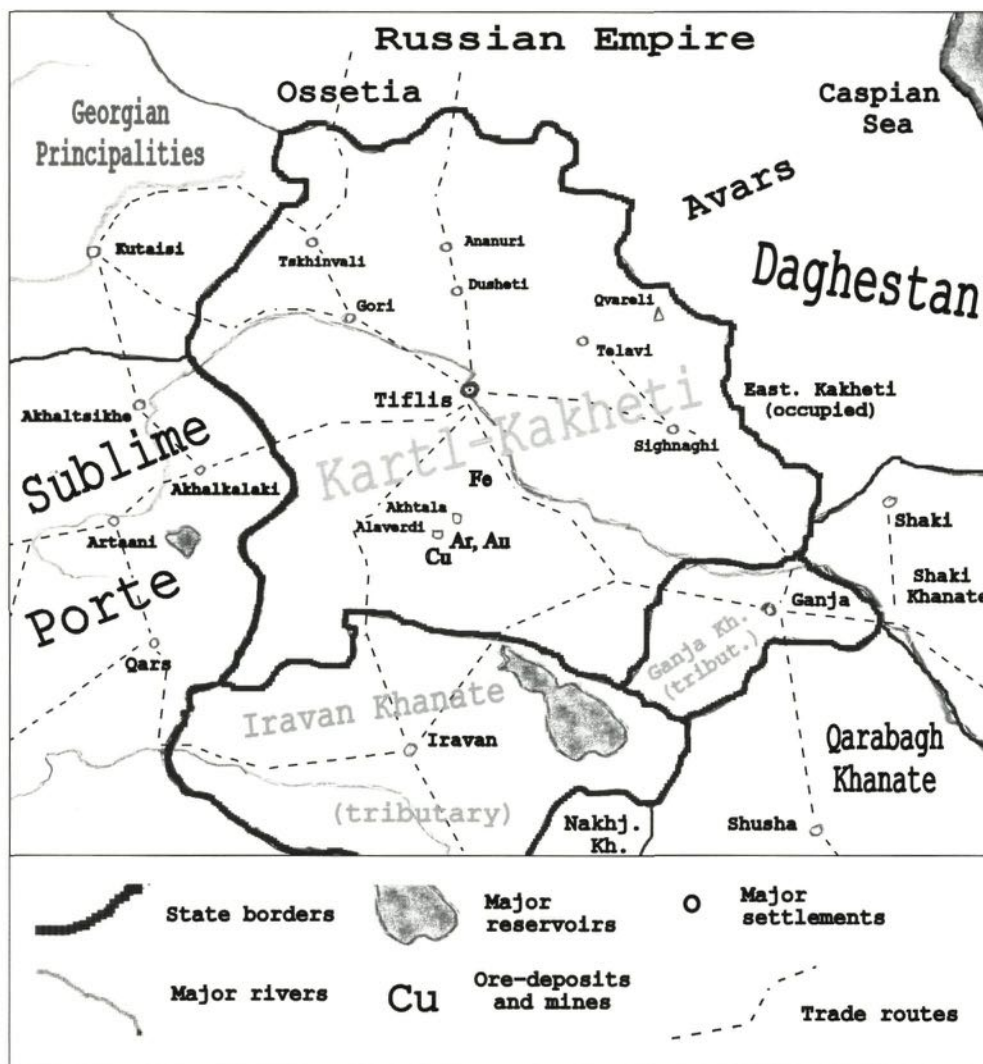 Russian Empire
Ossetia
Georgian
Principalities
Caspian
Sea
Avars
Daghestan
Kutaisi
Tskhinvali
Ananuri
Dusheti
Gori
Qvareli
Telavi
Tiflis
Kartl-Kakheti
East. Kakheti
(occupied)
Akhaltsikhe
Sublime
Porte
Akhalkalaki
Sighnaghi
Fe
Akhtala
Alaverdi
Ar, Au
Cu
Artaani
Shaki
Shaki
Khanate
Ganja
Ganja Kh.
(tribut.)
Qars
Iravan Khanate
Iravan
(tributary)
Qarabagh
Khanate
Nakhj.
Kh.
Shusha
State borders
Major
reservoirs
Major
settlements
Major rivers
Cu
Ore-deposits
and mines
Trade routes